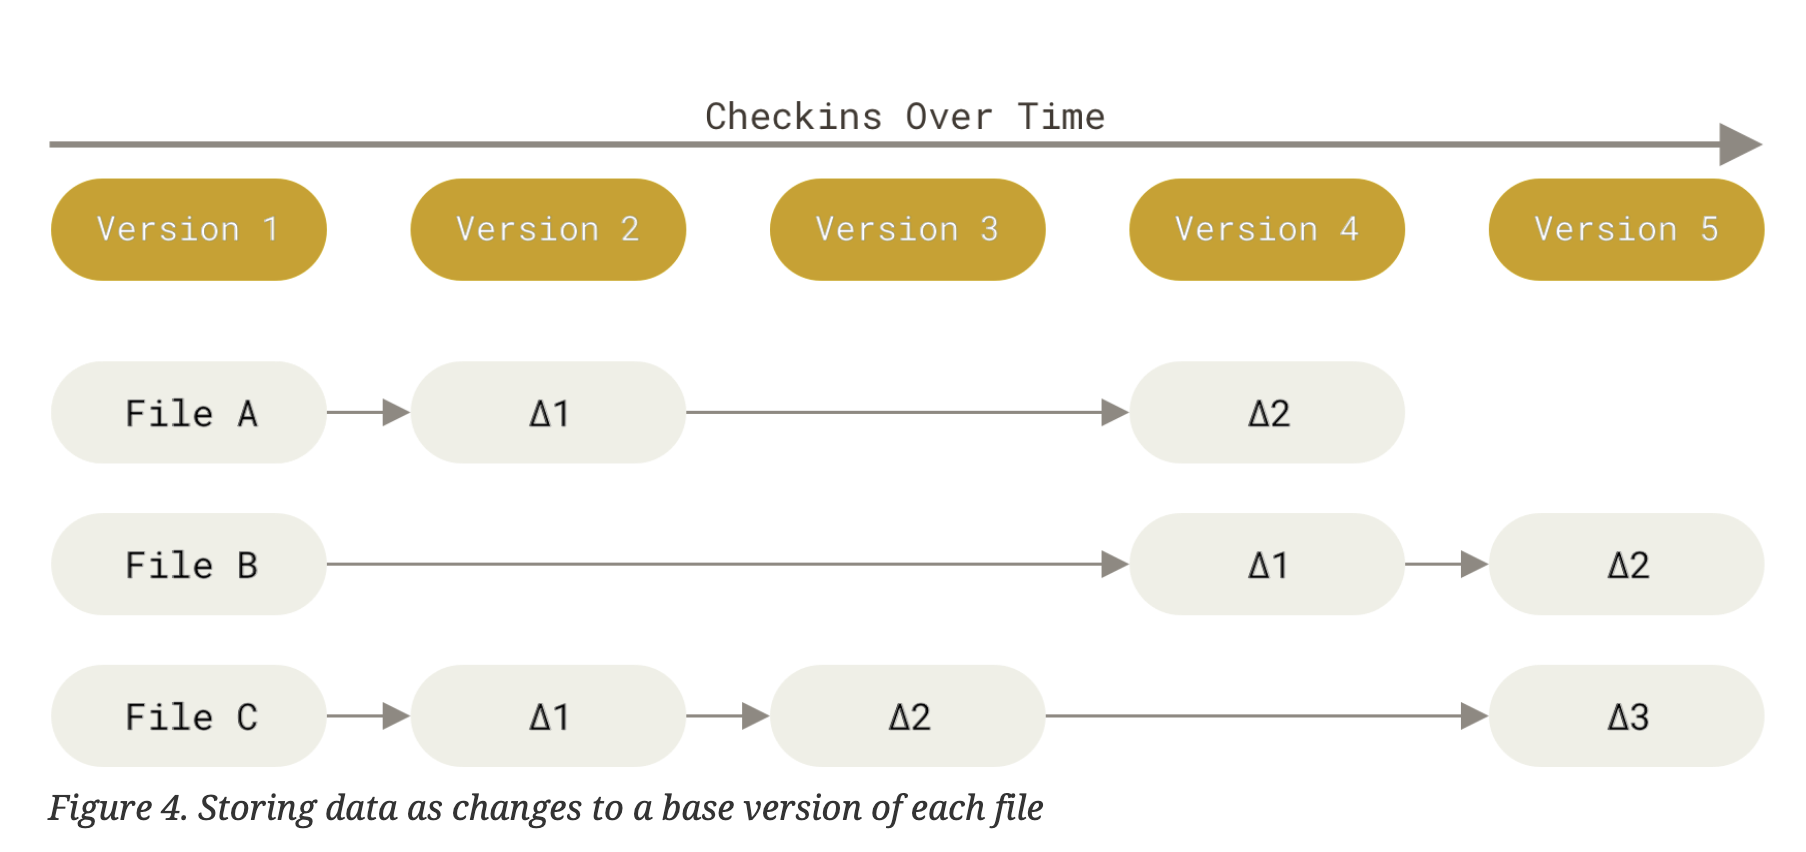 Checkins Over Time
Version 1 Version 2 Version 3 Version 4 Version 5
File A Δ1 Δ2
File B Δ1 Δ2
File C Δ1 Δ2 Δ3
Figure 4. Storing data as changes to a base version of each file